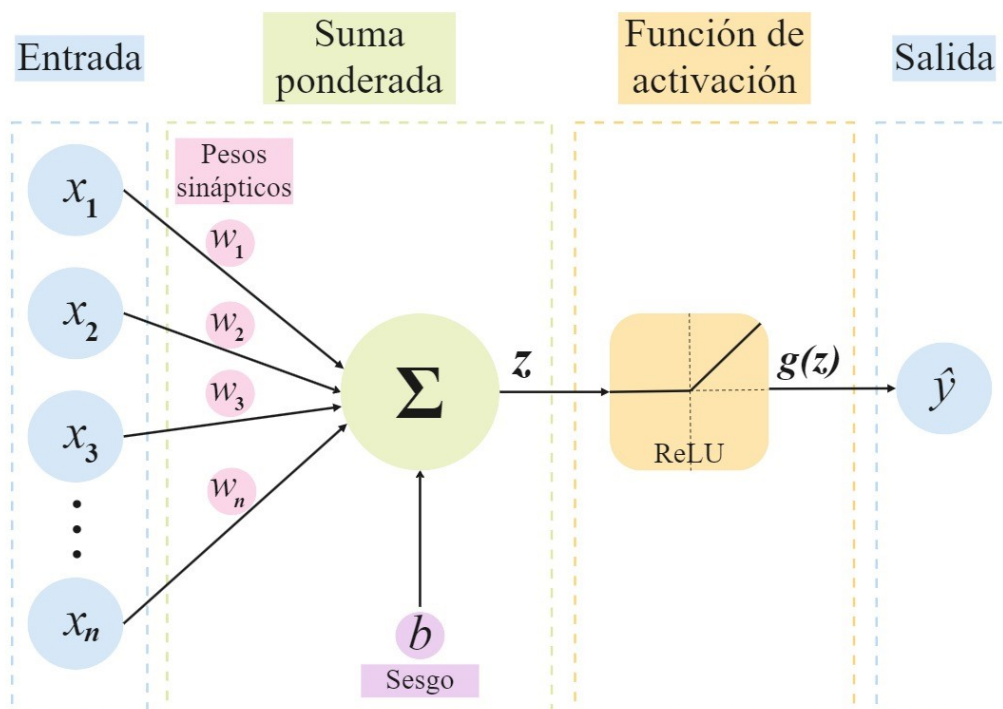 Entrada
Suma
ponderada
Función de
activación
Salida
Pesos
sinápticos
x1
x2
x3
xn
w1
w2
w3
wn
Σ
z
ReLU
g(z)
ŷ
b
Sesgo